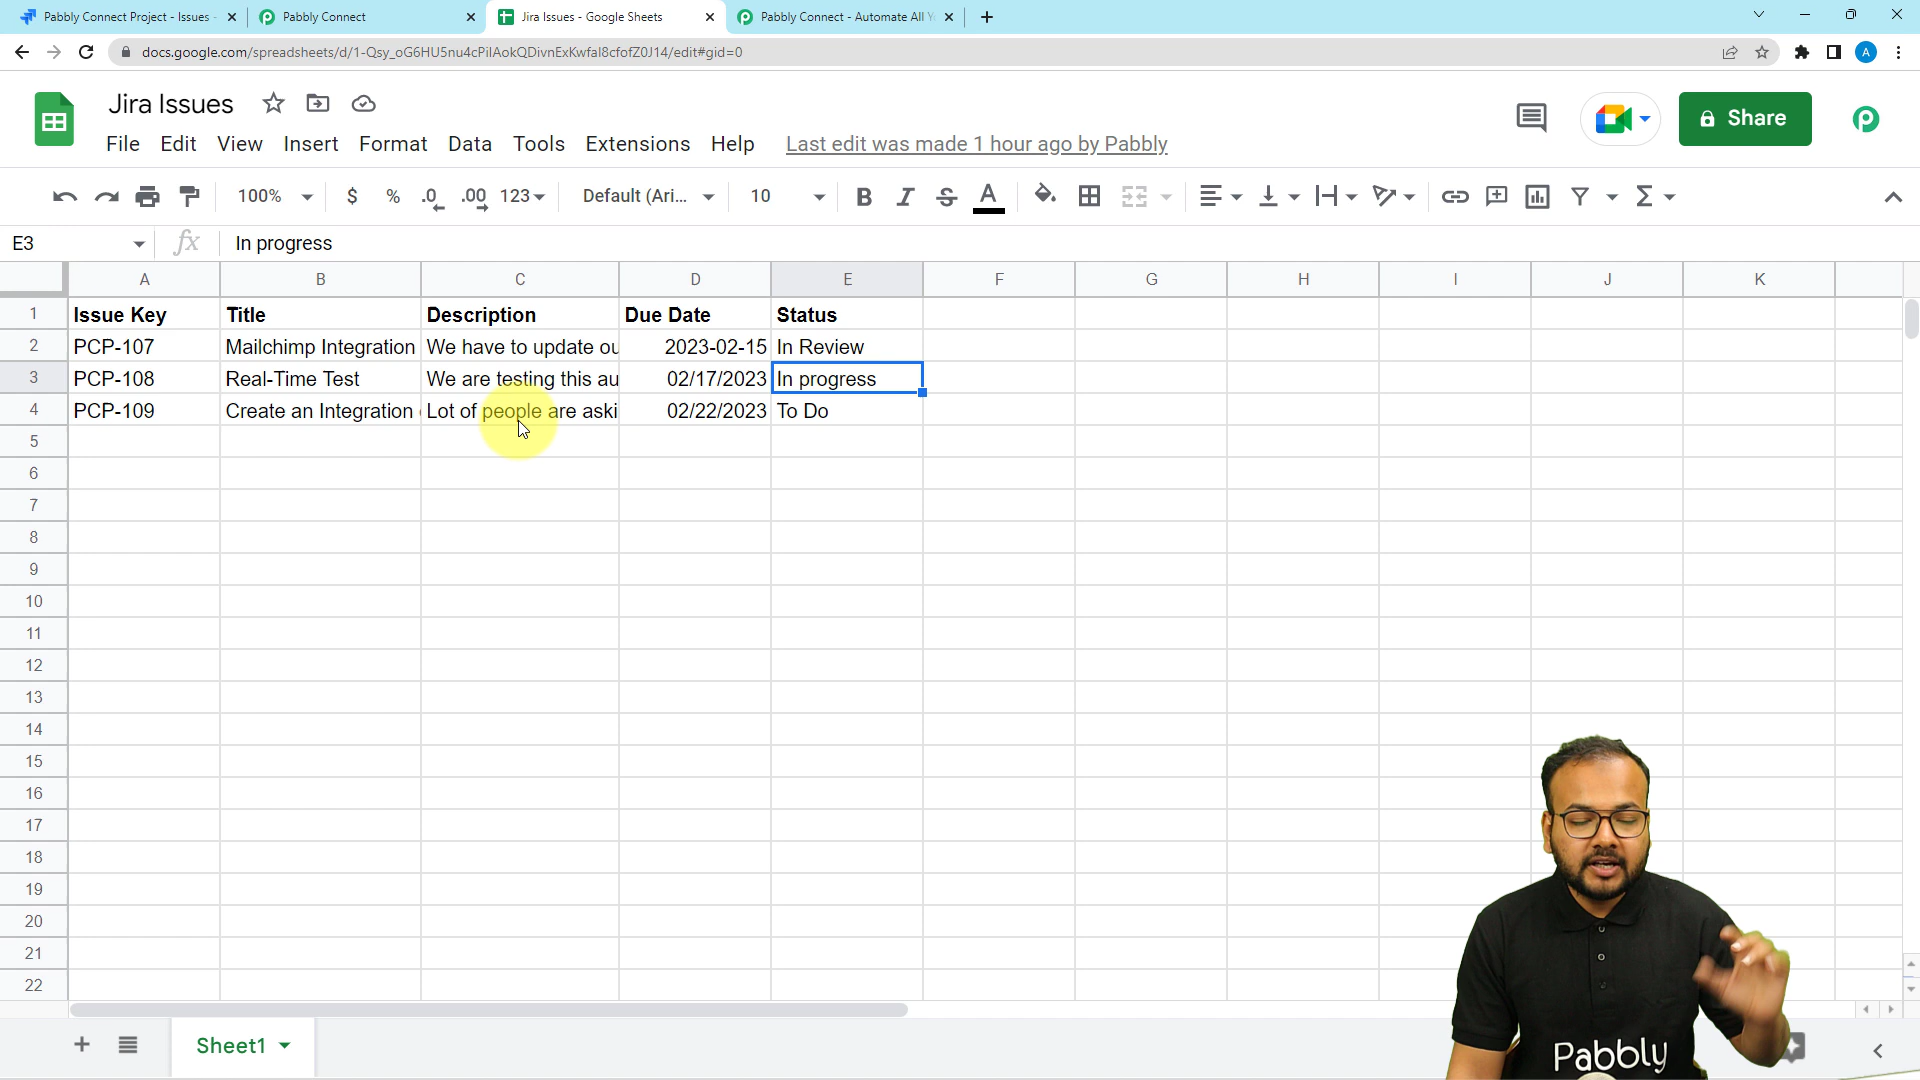 Pabbly Connect Project - Issues -
Pabbly Connect
Jira Issues - Google Sheets
Pabbly Connect - Automate All Y
docs.google.com/spreadsheets/d/1-Qsy_oG6HU5nu4cPilAokQDivnExKwfal8cfofZ0J14/edit#gid=0
A
Jira Issues
Share
File Edit View Insert Format Data Tools Extensions Help Last edit was made 1 hour ago by Pabbly
100% $ % .0 .00 123 Default (Ari... 10 B I S A
E3 fx In progress
A B C D E F G H I J K
1 Issue Key Title Description Due Date Status
2 PCP-107 Mailchimp Integration We have to update ou 2023-02-15 In Review
3 PCP-108 Real-Time Test We are testing this au 02/17/2023 In progress
4 PCP-109 Create an Integration Lot of people are aski 02/22/2023 To Do
5
6
7
8
9
10
11
12
13
14
15
16
17
18
19
20
21
22
Sheet1
Pabbly